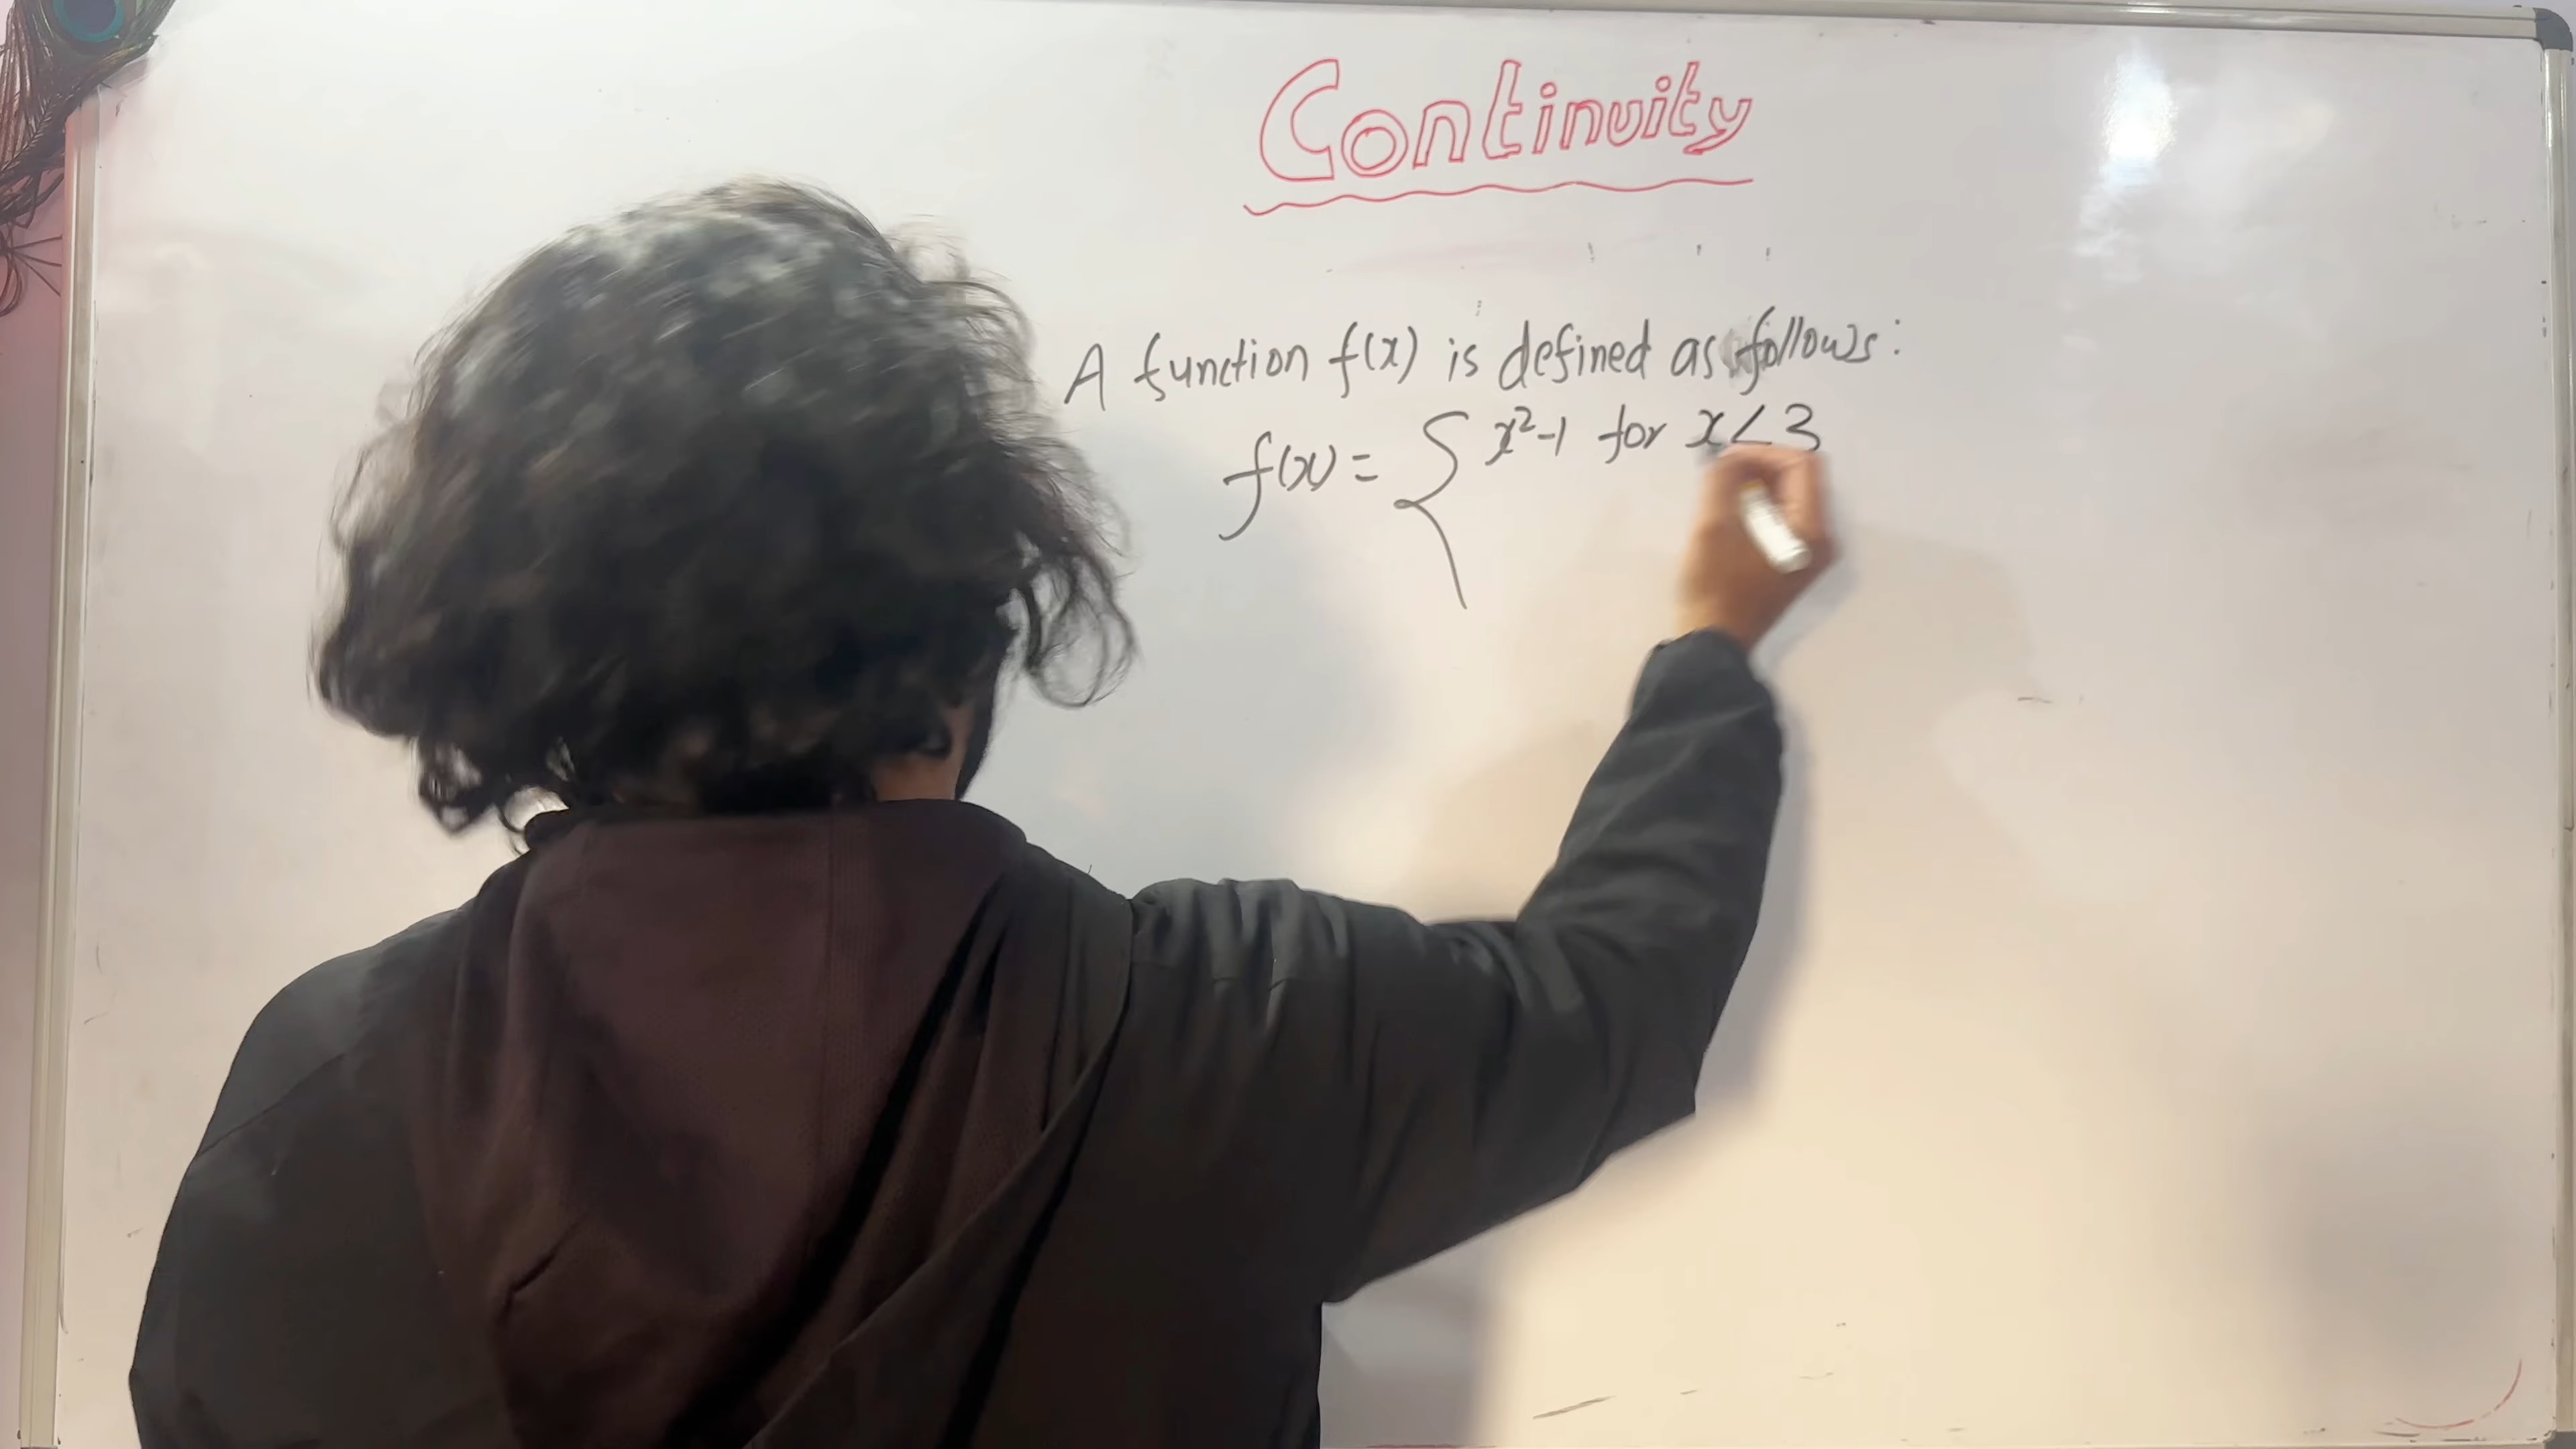 Continuity
A function f(x) is defined as follows:
f(x) = { x²-1 for x < 3